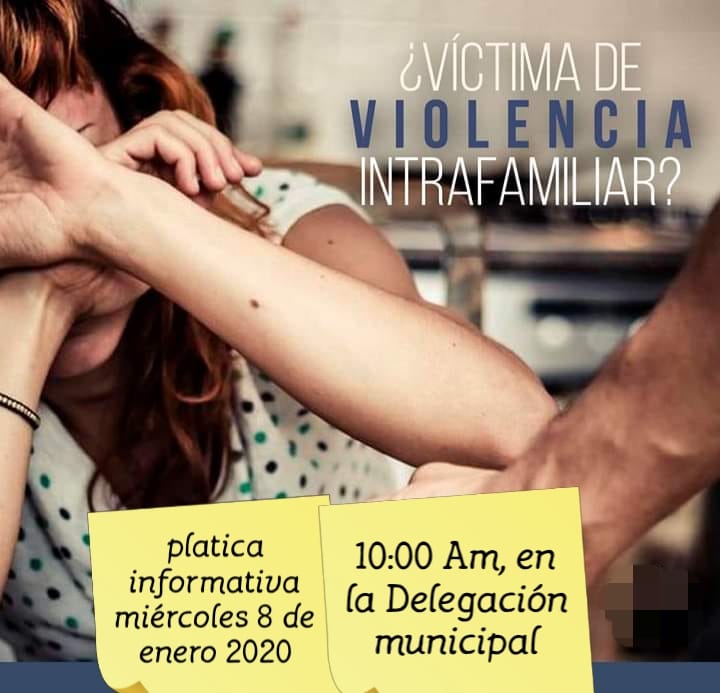 ¿VÍCTIMA DE
VIOLENCIA
INTRAFAMILIAR?
platica
informativa
miércoles 8 de
enero 2020
10:00 Am, en
la Delegación
municipal